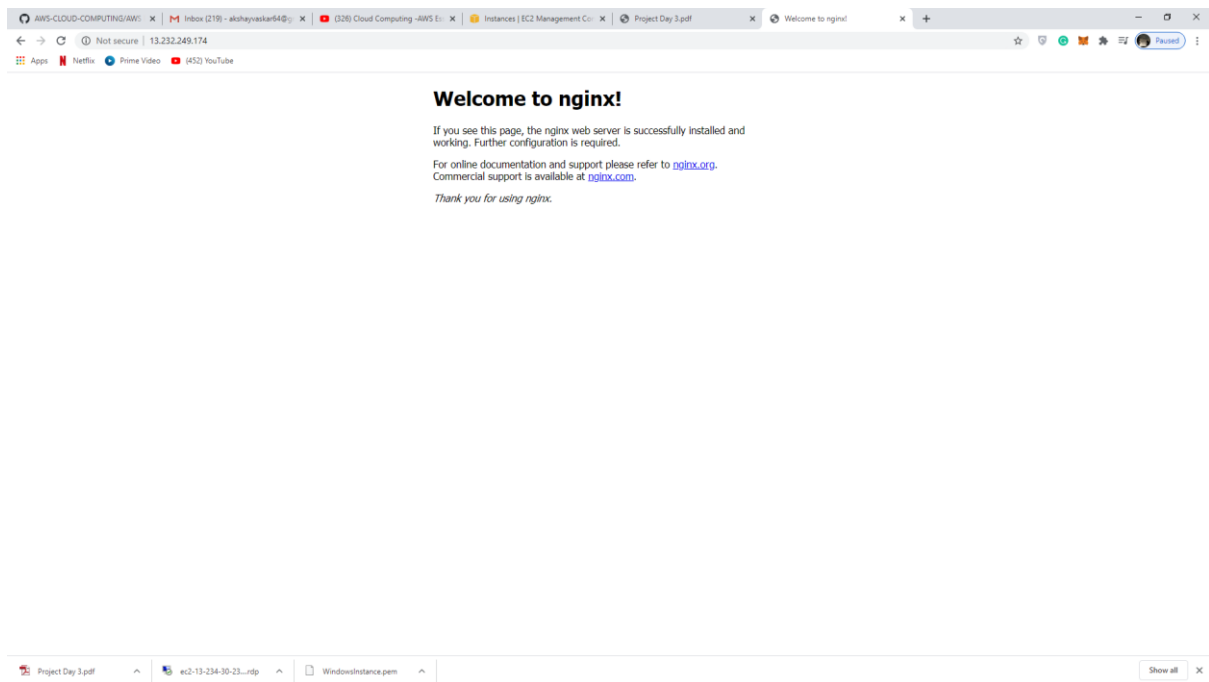 AWS-CLOUD-COMPUTING/AWS
Inbox (219) - akshayvaskar64@g
(326) Cloud Computing -AWS Es
Instances | EC2 Management Con
Project Day 3.pdf
Welcome to nginx!
Not secure | 13.232.249.174
Paused
Apps Netflix Prime Video (452) YouTube
Welcome to nginx!
If you see this page, the nginx web server is successfully installed and
working. Further configuration is required.
For online documentation and support please refer to nginx.org.
Commercial support is available at nginx.com.
Thank you for using nginx.
Project Day 3.pdf
ec2-13-234-30-23....rdp
WindowsInstance.pem
Show all